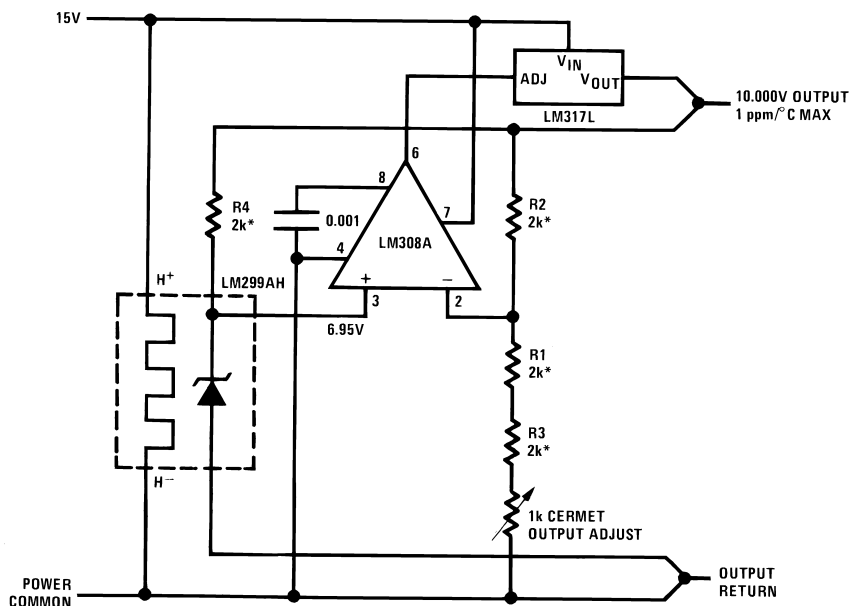 15V
VIN
ADJ
VOUT
LM317L
10.000V OUTPUT
1 ppm/°C MAX
6
8
R4
2k*
0.001
7
R2
2k*
4
LM308A
H+
LM299AH
+
−
3
2
6.95V
R1
2k*
R3
2k*
H−
1k CERMET
OUTPUT ADJUST
POWER
COMMON
OUTPUT
RETURN